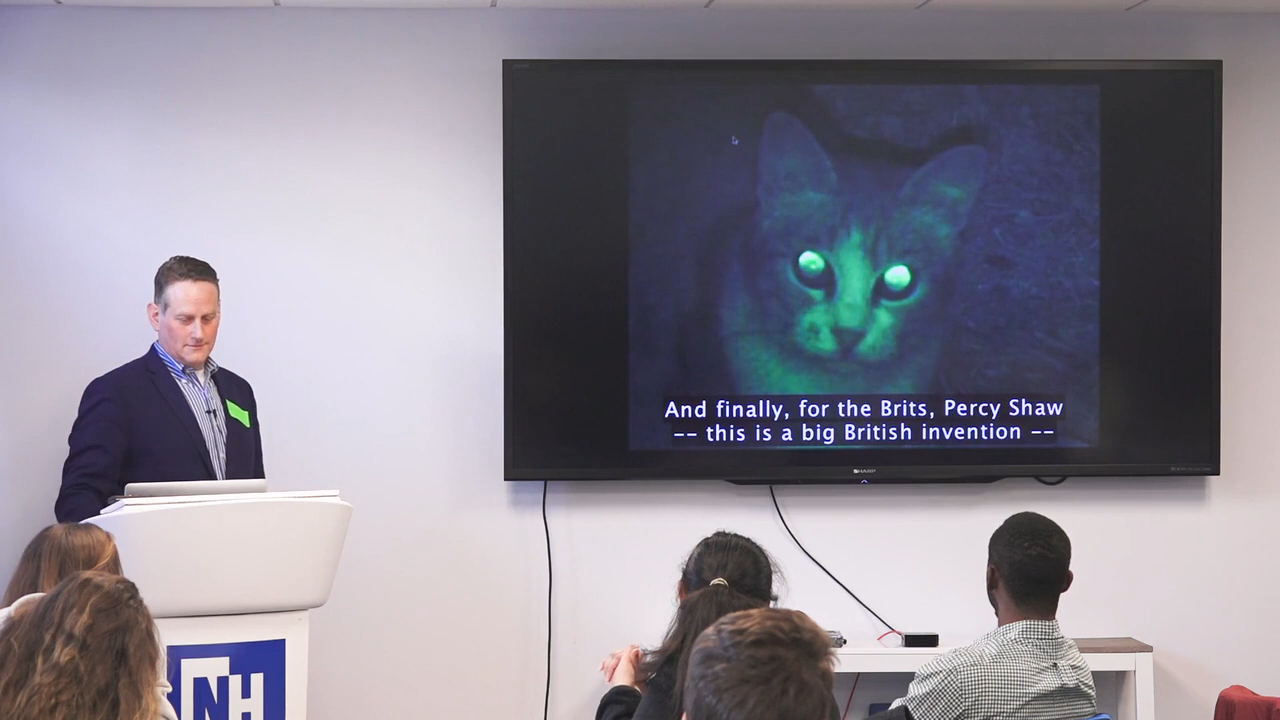 And finally, for the Brits, Percy Shaw
-- this is a big British invention --
SHARP
NH